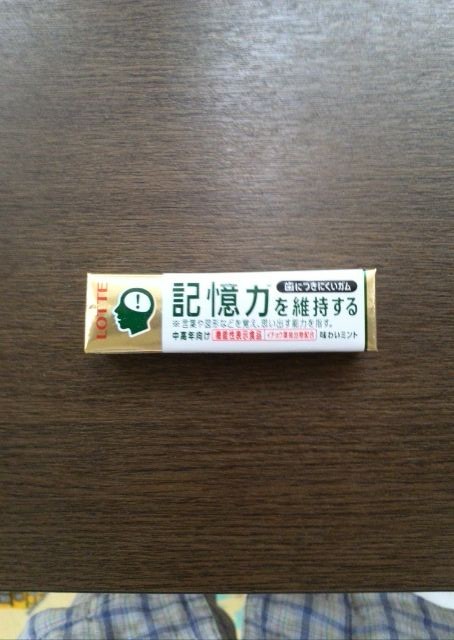 LOTTE
歯につきにくいガム
記憶力を維持する
※言葉や図形などを覚え、思い出す能力を指す。
中高年向け 機能性表示食品 イチョウ葉抽出物配合 味わいミント